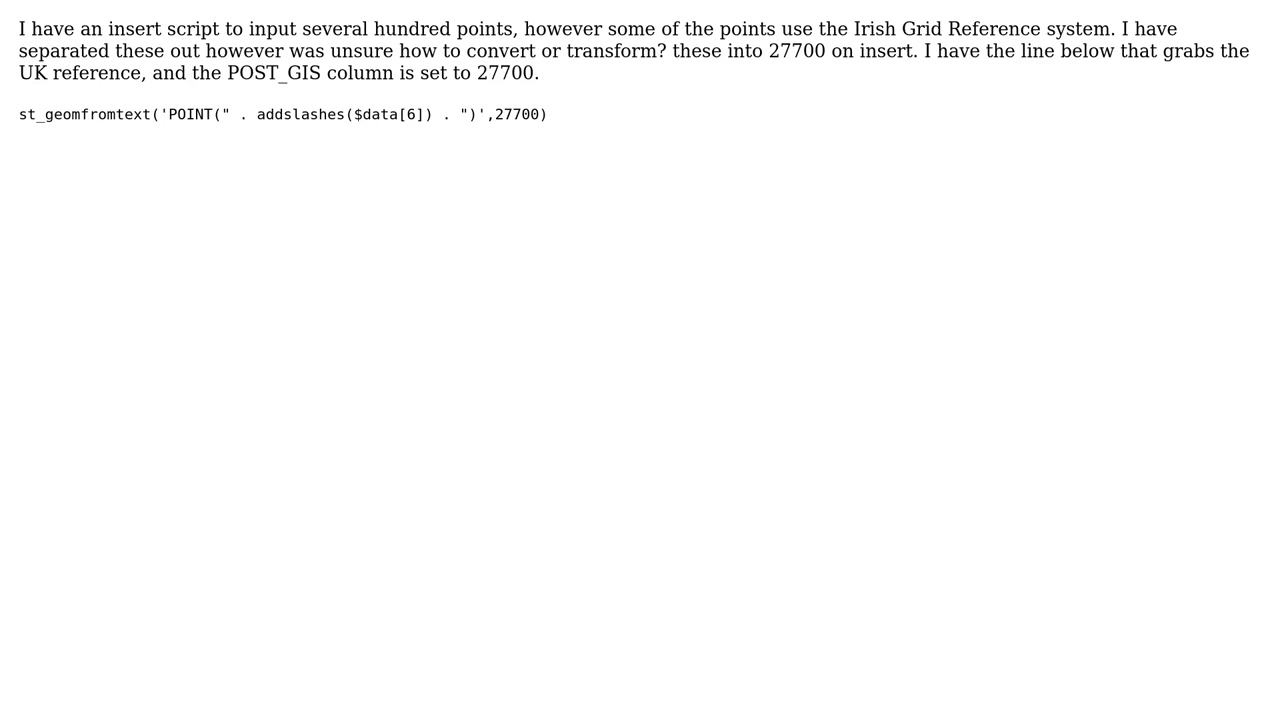 I have an insert script to input several hundred points, however some of the points use the Irish Grid Reference system. I have
separated these out however was unsure how to convert or transform? these into 27700 on insert. I have the line below that grabs the
UK reference, and the POST_GIS column is set to 27700.
st_geomfromtext('POINT(" . addslashes($data[6]) . ")',27700)